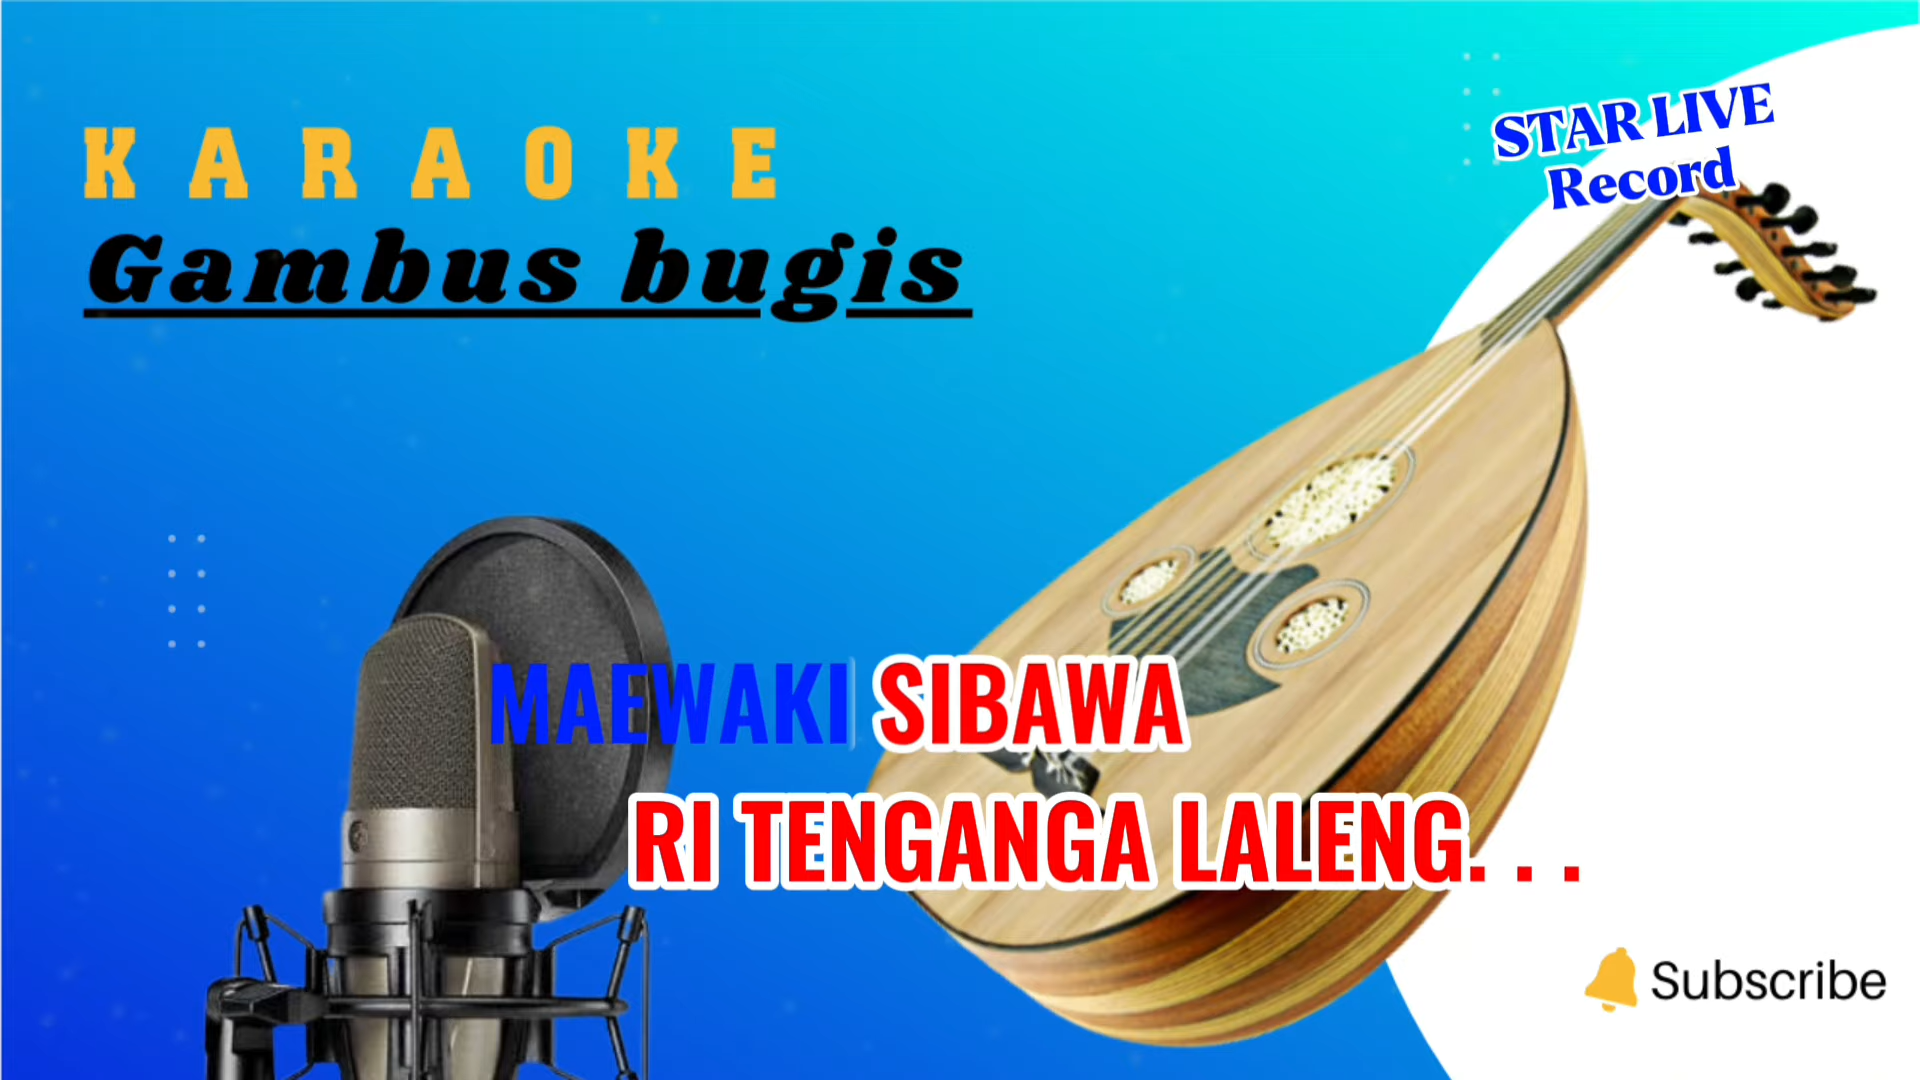 KARAOKE
Gambus bugis
STAR LIVE
Record
MAEWAKI SIBAWA
RI TENGANGA LALENG. . .
Subscribe